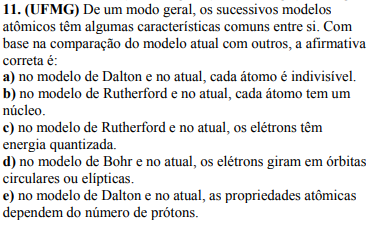 11. (UFMG) De um modo geral, os sucessivos modelos
atômicos têm algumas características comuns entre si. Com
base na comparação do modelo atual com outros, a afirmativa
correta é:
a) no modelo de Dalton e no atual, cada átomo é indivisível.
b) no modelo de Rutherford e no atual, cada átomo tem um
núcleo.
c) no modelo de Rutherford e no atual, os elétrons têm
energia quantizada.
d) no modelo de Bohr e no atual, os elétrons giram em órbitas
circulares ou elípticas.
e) no modelo de Dalton e no atual, as propriedades atômicas
dependem do número de prótons.